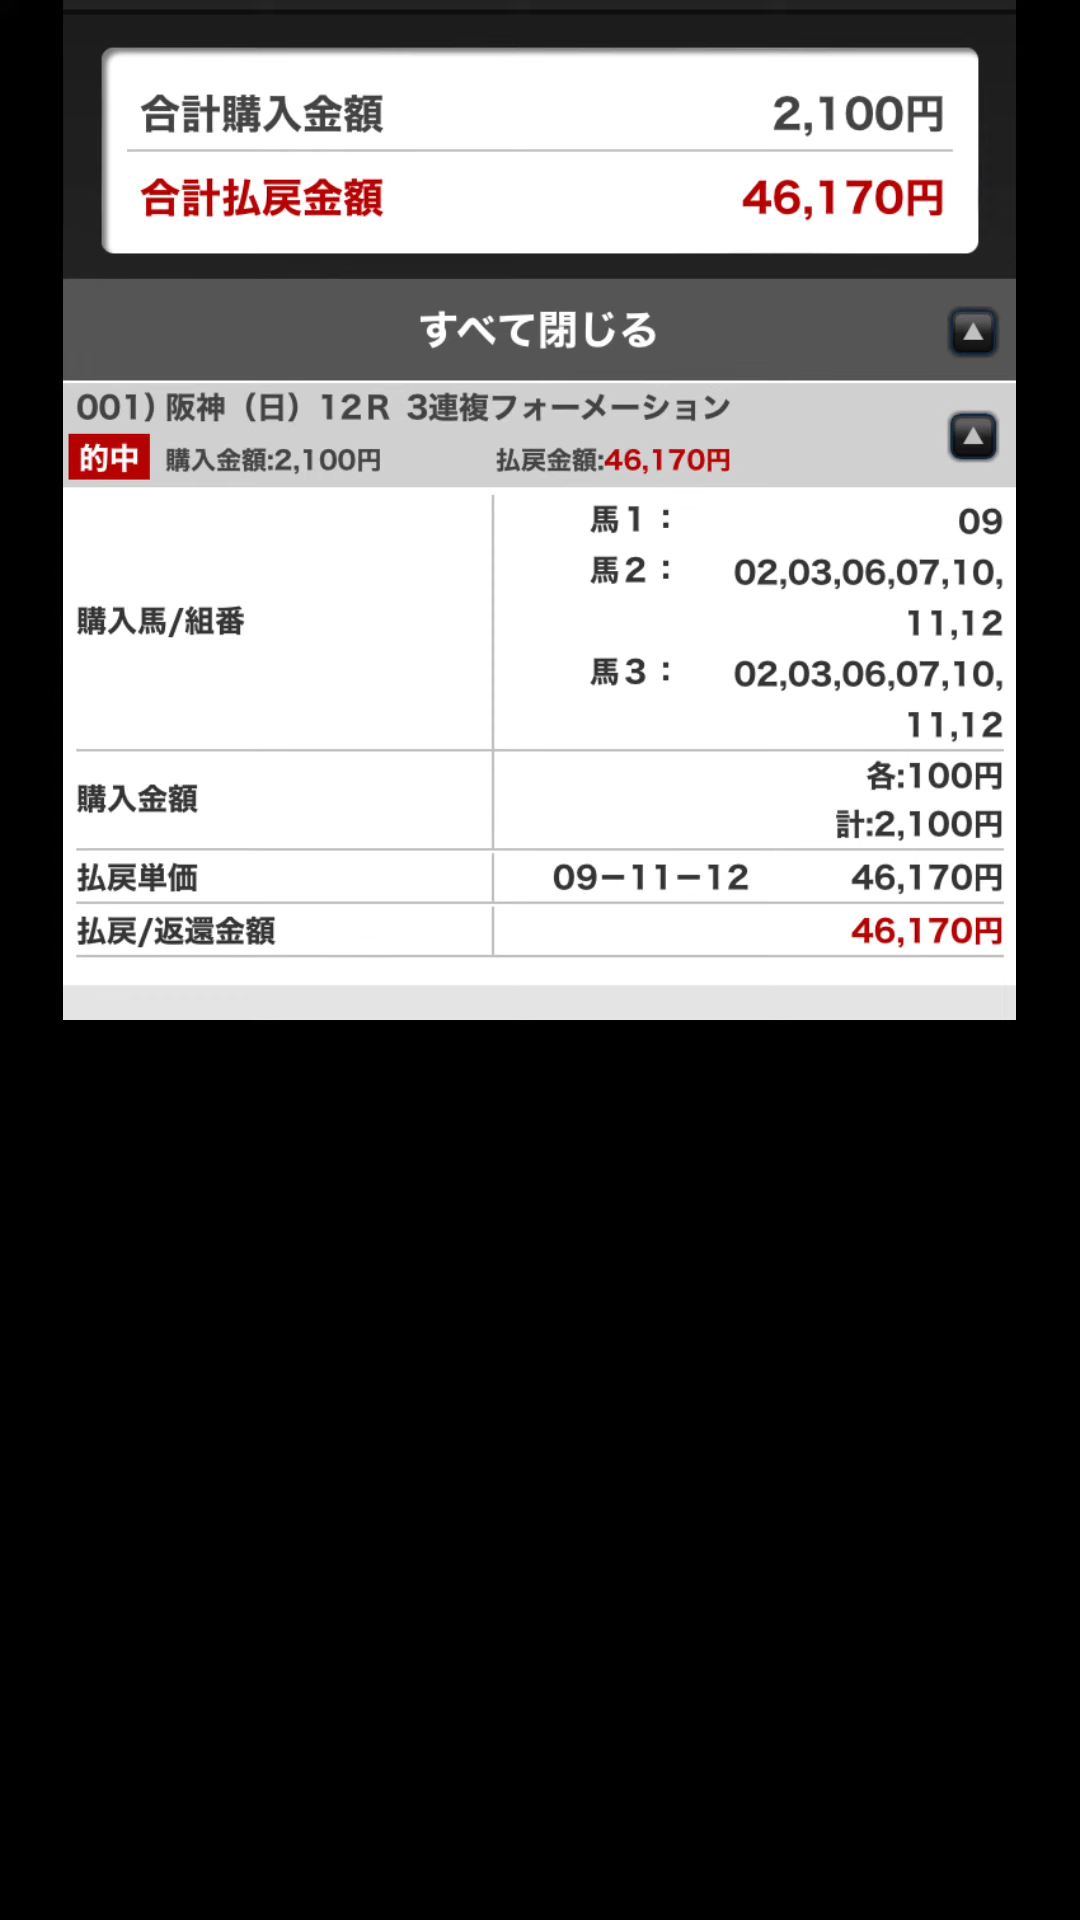 合計購入金額 2,100円
合計払戻金額 46,170円
すべて閉じる
001) 阪神（日）12R 3連複フォーメーション
的中 購入金額:2,100円 払戻金額:46,170円
馬1： 09
馬2： 02,03,06,07,10,
購入馬/組番 11,12
馬3： 02,03,06,07,10,
11,12
各:100円
購入金額
計:2,100円
払戻単価 09－11－12 46,170円
払戻/返還金額 46,170円